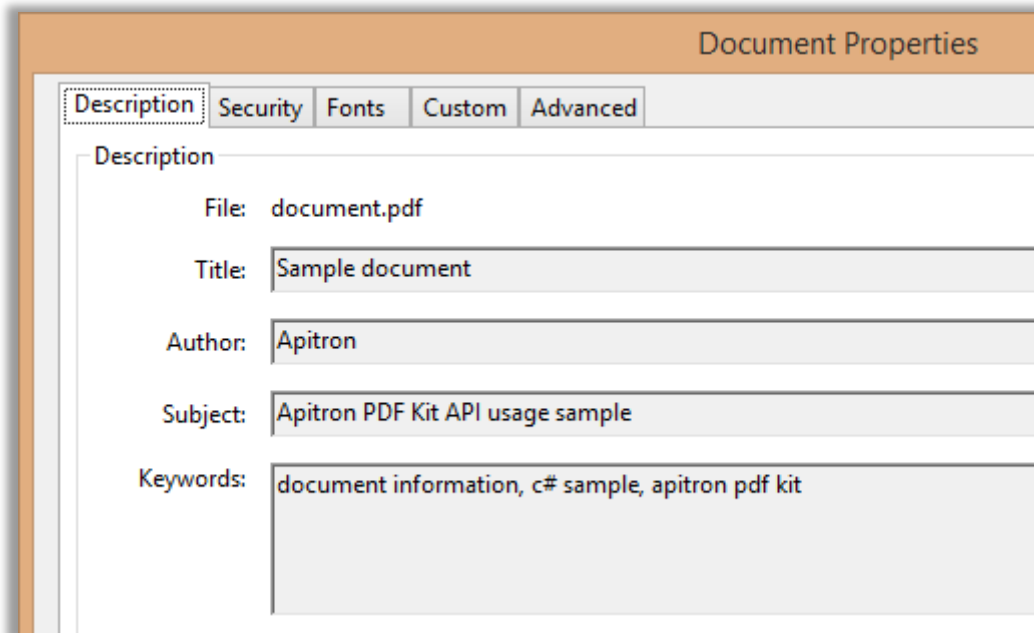 Document Properties
Description Security Fonts Custom Advanced
Description
File: document.pdf
Title: Sample document
Author: Apitron
Subject: Apitron PDF Kit API usage sample
Keywords: document information, c# sample, apitron pdf kit